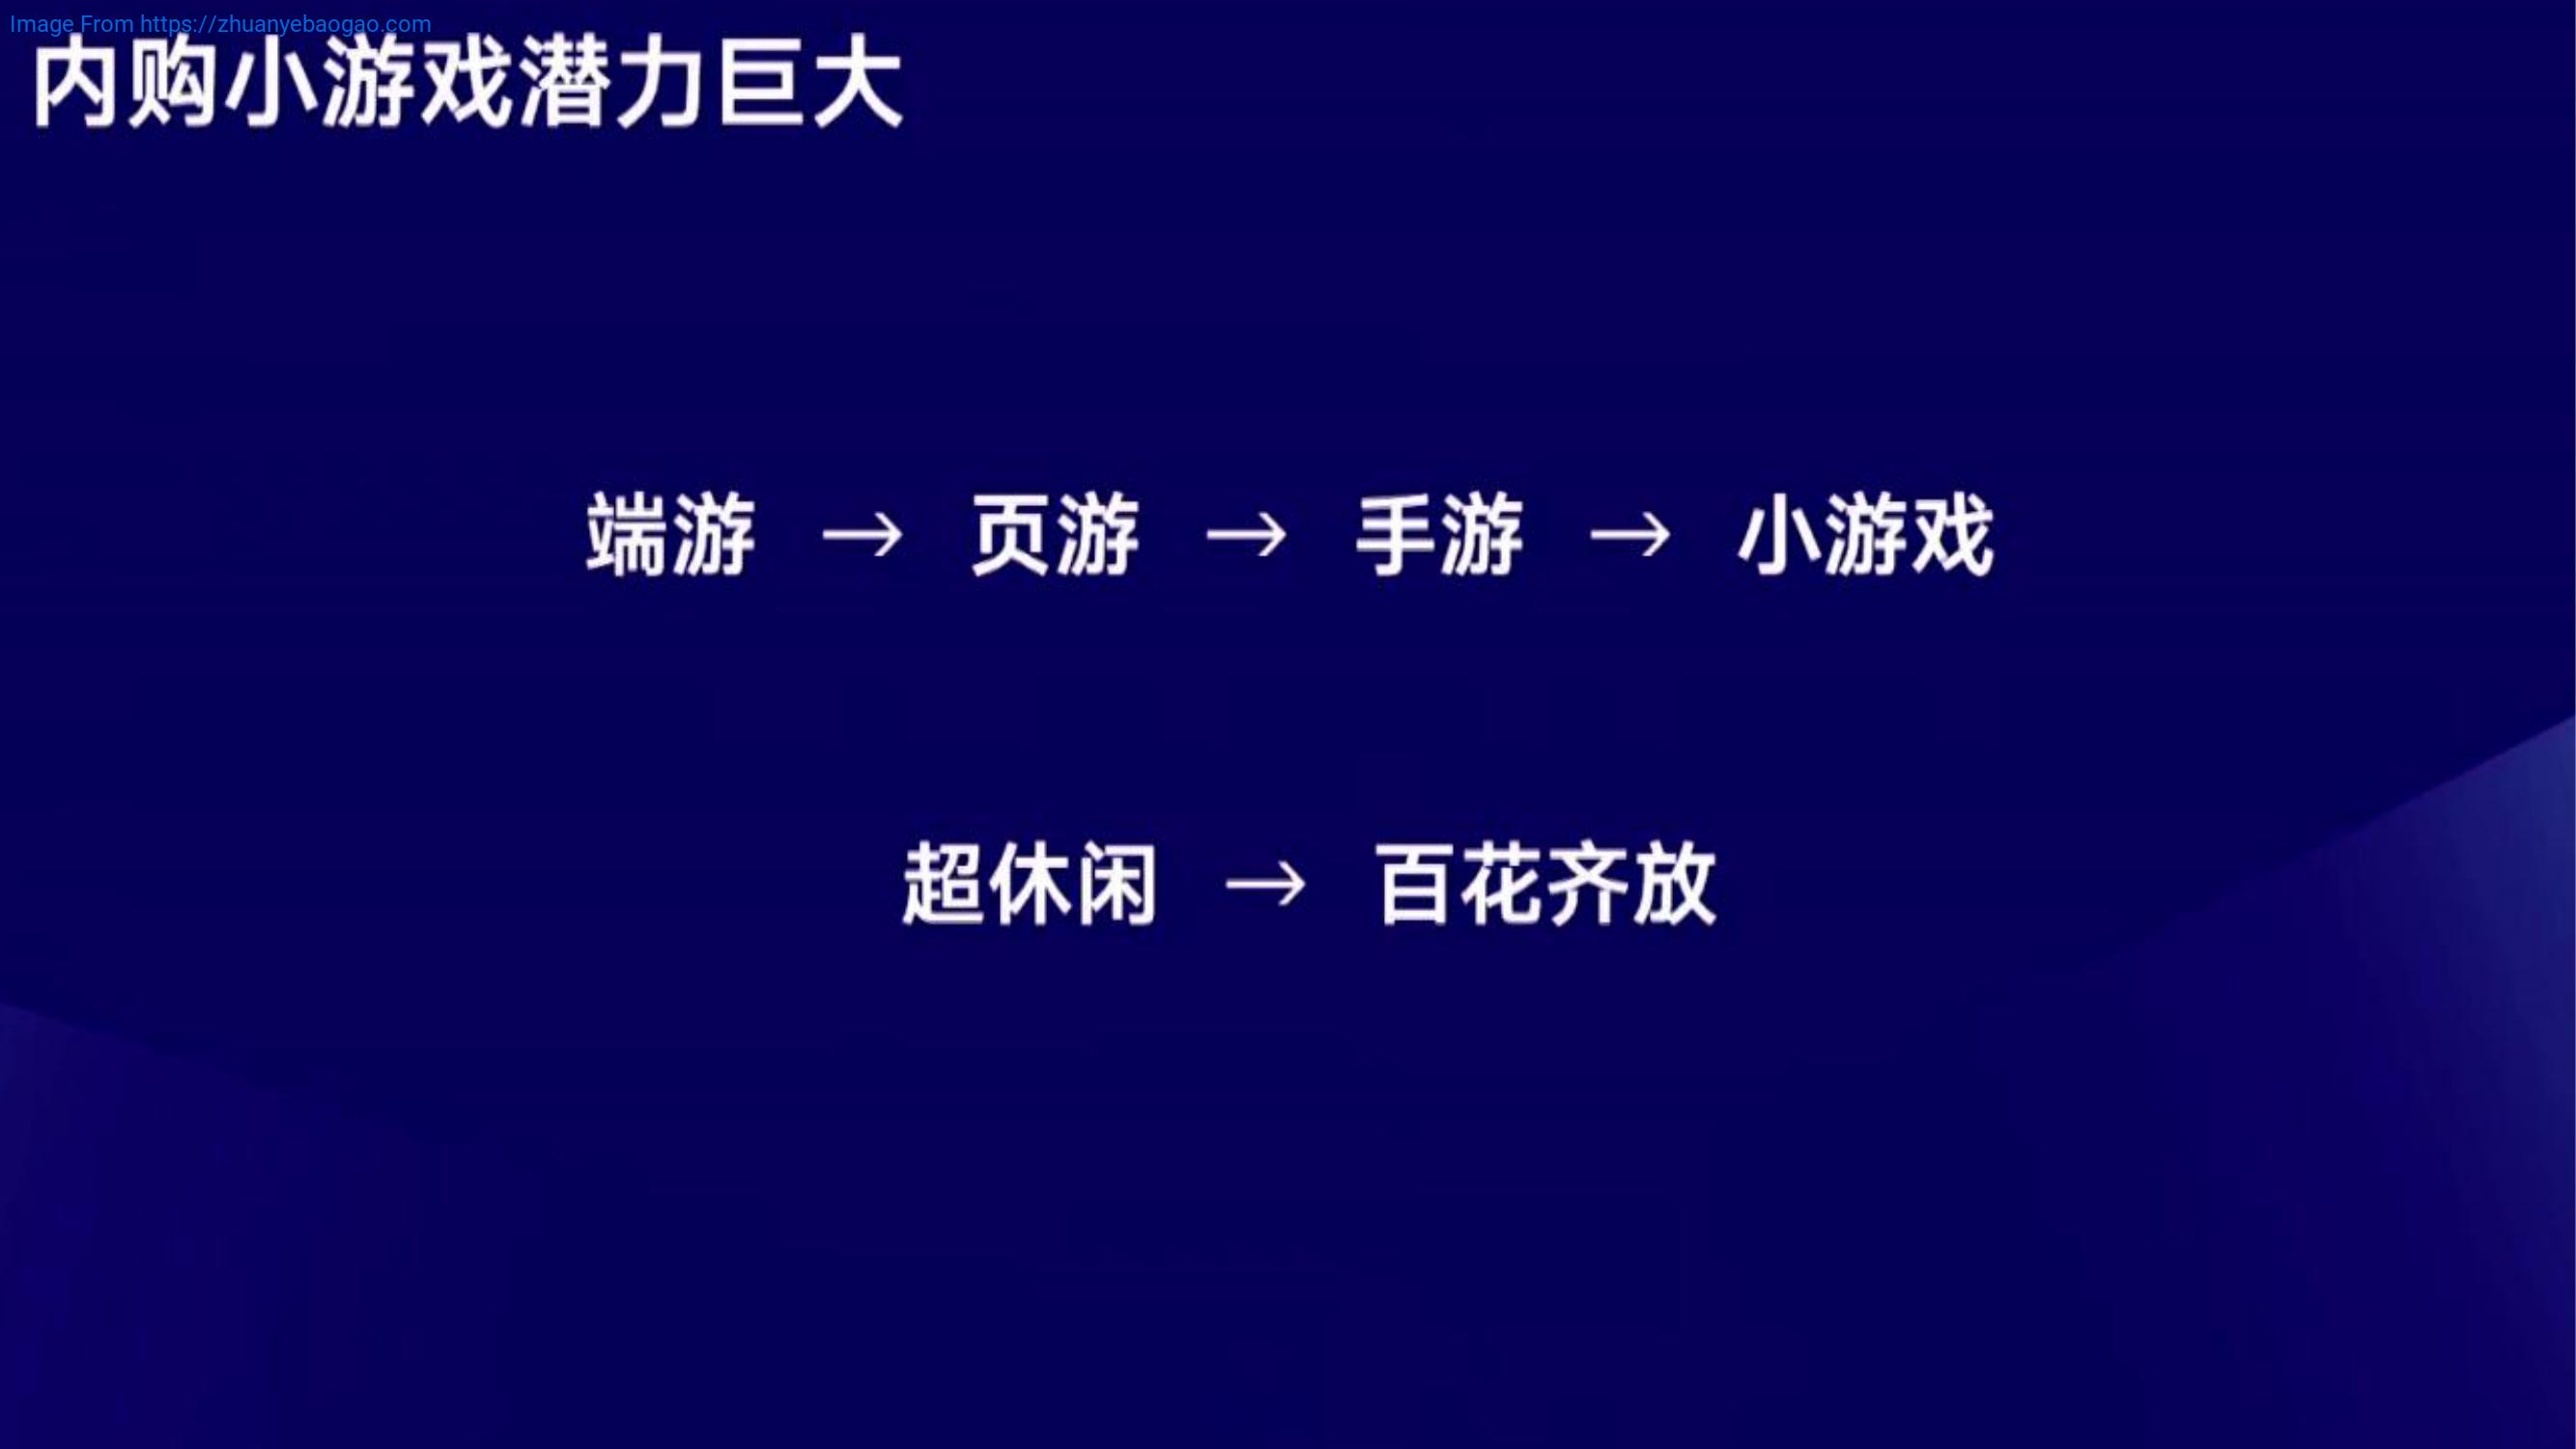 Image From https://zhuanyebaogao.com
内购小游戏潜力巨大
端游 → 页游 → 手游 → 小游戏
超休闲 → 百花齐放